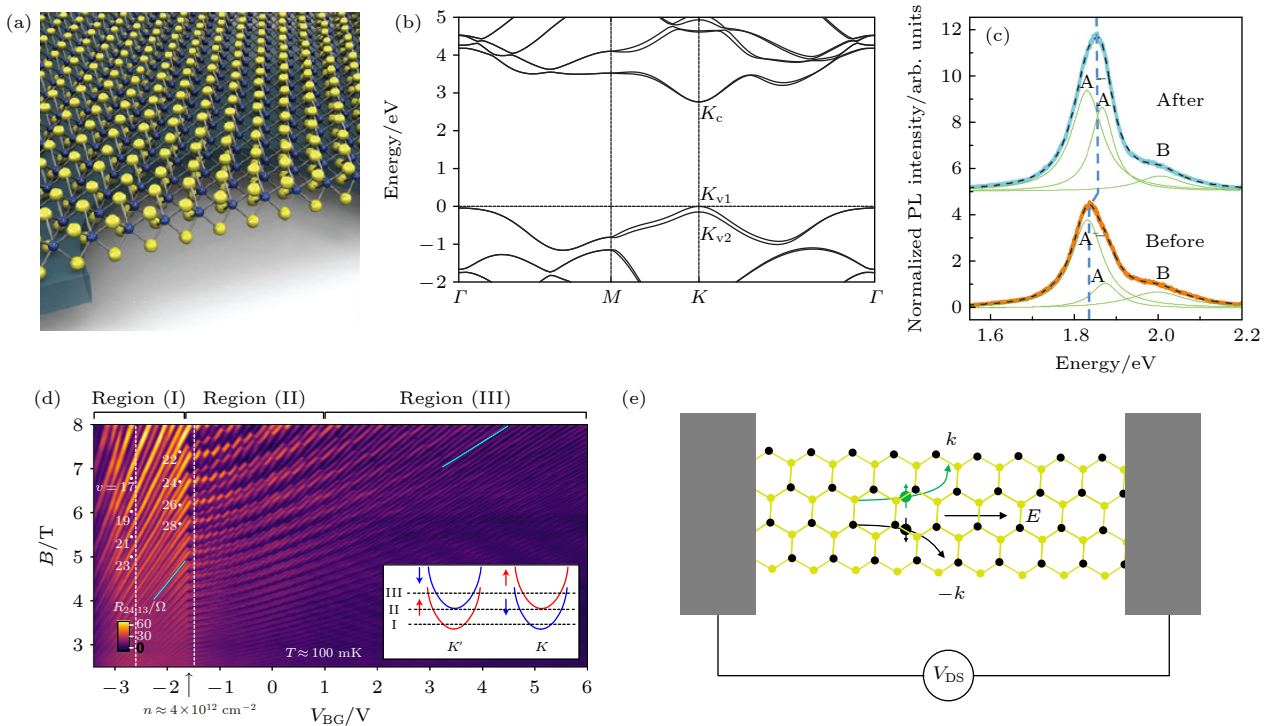 (a)
(b)
Energy/eV
5
4
3
2
1
0
−1
−2
Γ
M
K
Γ
K_c
K_v1
K_v2
(c)
Normalized PL intensity/arb. units
12
10
8
6
4
2
0
A⁻
A
B
After
A⁻
A
B
Before
1.6
1.8
2.0
2.2
Energy/eV
(d)
Region (I)
Region (II)
Region (III)
B/T
8
7
6
5
4
3
ν=17
19
21
23
22
24
26
28
R₂₄₁₃/Ω
60
30
0
T≈100 mK
III
II
I
K′
K
−3
−2
−1
0
1
2
3
4
5
6
n≈4×10¹² cm⁻²
V_BG/V
(e)
k
E
−k
V_DS